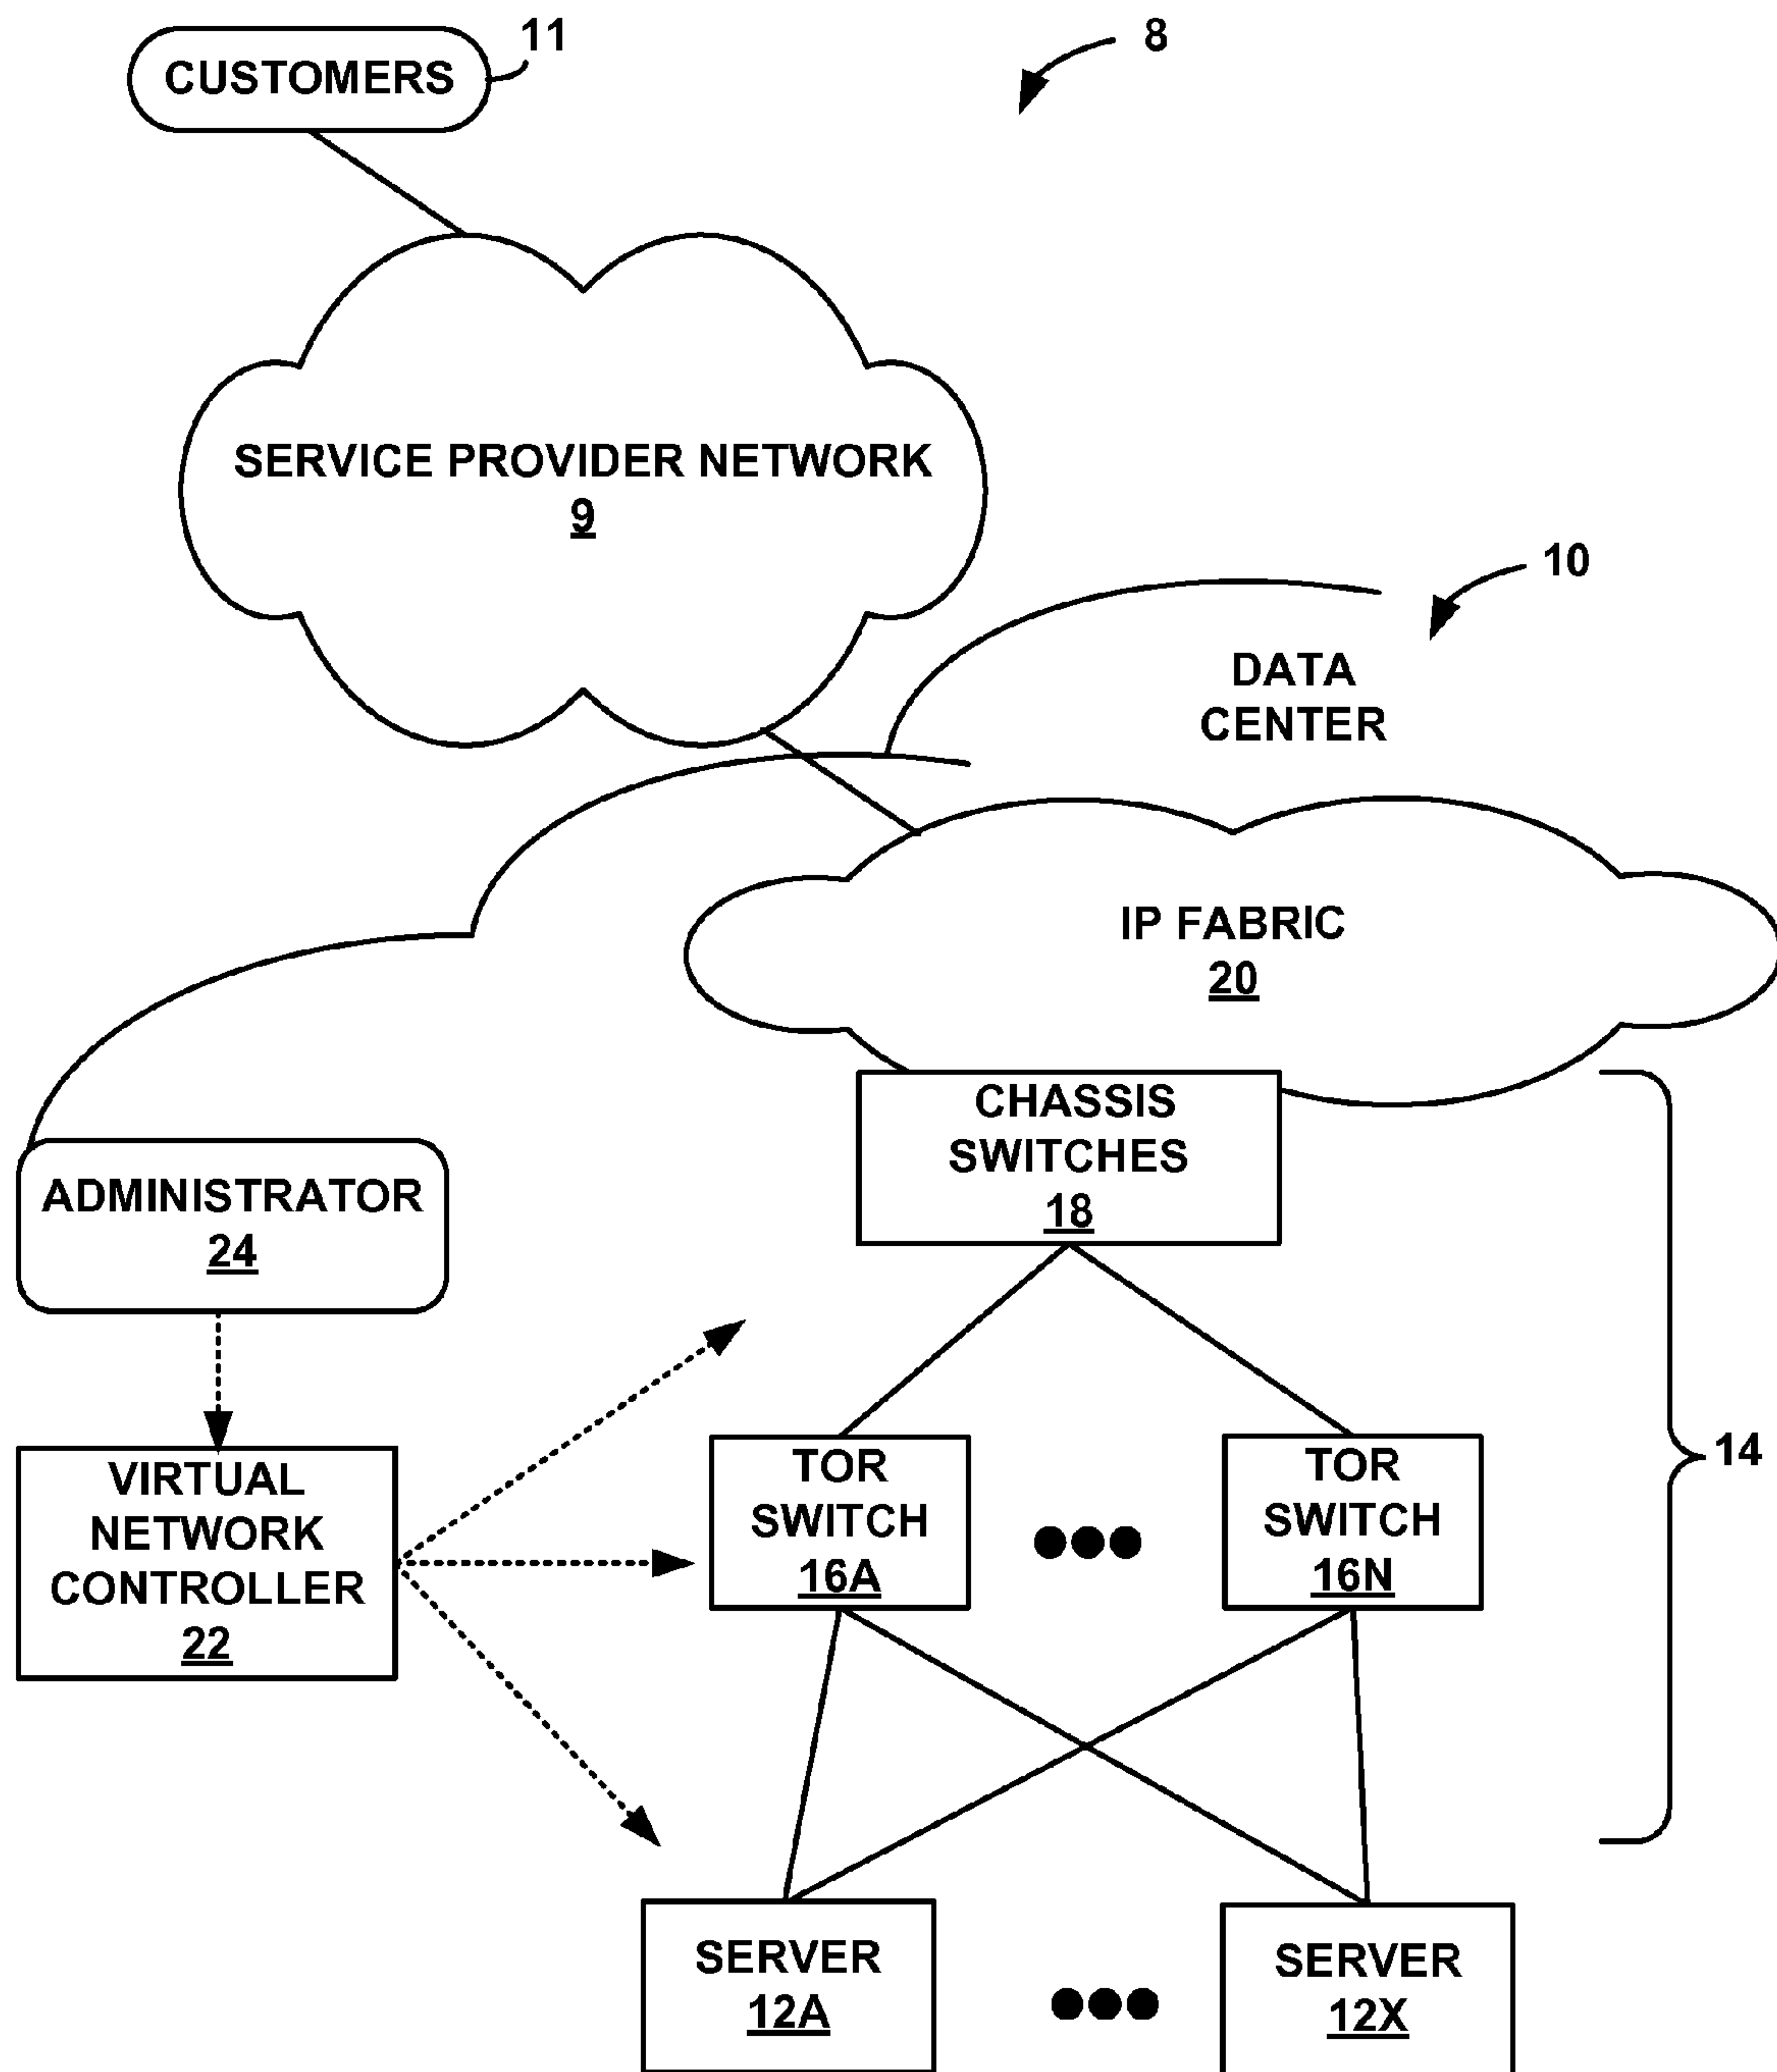 11
8
CUSTOMERS
SERVICE PROVIDER NETWORK
9
10
DATA
CENTER
IP FABRIC
20
CHASSIS
SWITCHES
18
ADMINISTRATOR
24
14
VIRTUAL
NETWORK
CONTROLLER
22
TOR
SWITCH
16A
TOR
SWITCH
16N
SERVER
12A
SERVER
12X